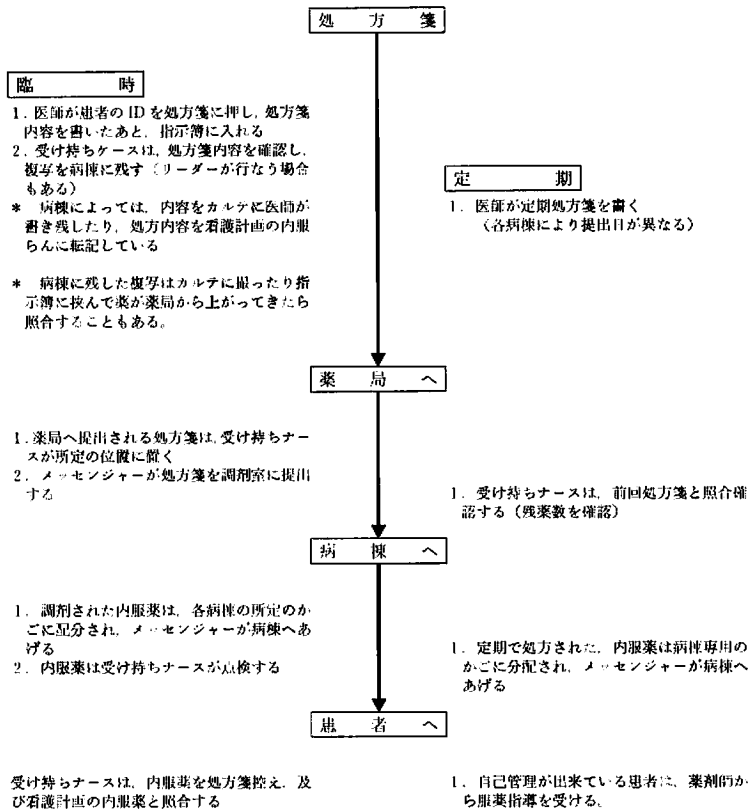 処 方 箋
臨 時
1. 医師が患者の ID を処方箋に押し, 処方箋
内容を書いたあと, 指示簿に入れる
2. 受け持ちケースは, 処方箋内容を確認し,
複写を病棟に残す(リーダーが行なう場合
もある)
* 病棟によっては, 内容をカルテに医師が
書き残したり, 処方内容を看護計画の内服
らんに転記している
* 病棟に残した複写はカルテに撮ったり指
示簿に挟んで薬が薬局から上がってきたら
照合することもある。
定 期
1. 医師が定期処方箋を書く
(各病棟により提出日が異なる)
薬 局 へ
1. 薬局へ提出される処方箋は, 受け持ちナー
スが所定の位置に置く
2. メッセンジャーが処方箋を調剤室に提出
する
1. 受け持ちナースは, 前回処方箋と照合確
認する(残薬数を確認)
病 棟 へ
1. 調剤された内服薬は, 各病棟の所定のか
ごに配分され, メッセンジャーが病棟へあ
げる
2. 内服薬は受け持ちナースが点検する
1. 定期で処方された, 内服薬は病棟専用の
かごに分配され, メッセンジャーが病棟へ
あげる
患 者 へ
受け持ちナースは, 内服薬を処方箋控え, 及
び看護計画の内服薬と照合する
1. 自己管理が出来ている患者は, 薬剤師か
ら服薬指導を受ける。